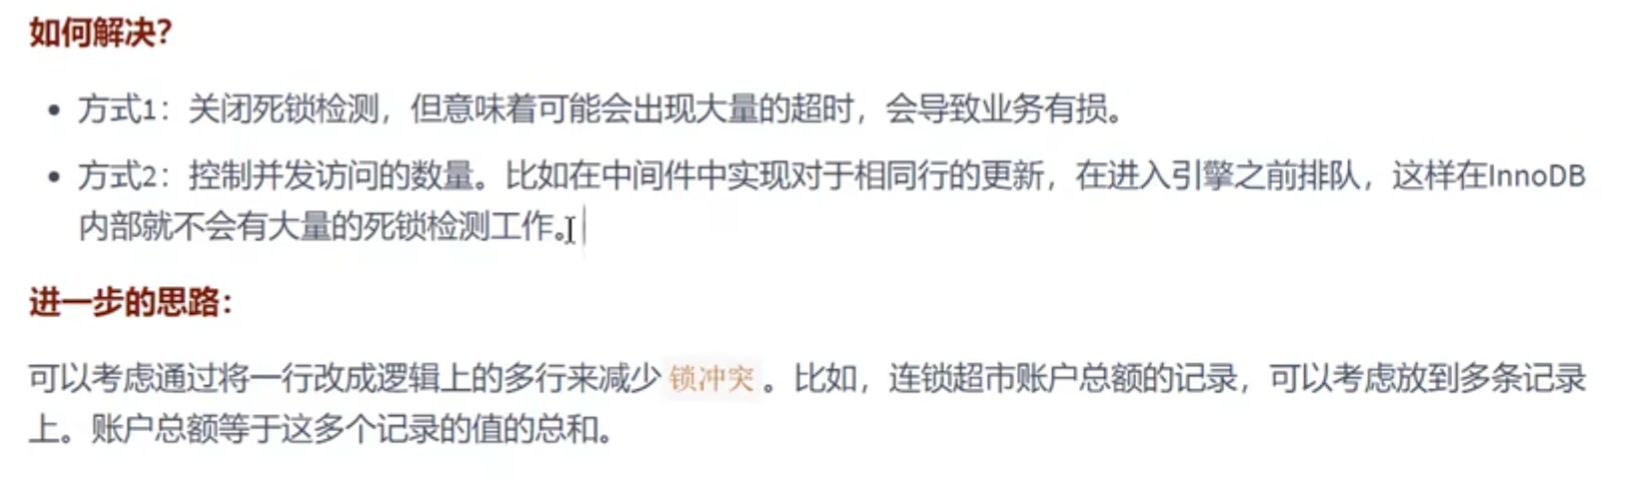 如何解决？
• 方式1：关闭死锁检测，但意味着可能会出现大量的超时，会导致业务有损。
• 方式2：控制并发访问的数量。比如在中间件中实现对于相同行的更新，在进入引擎之前排队，这样在InnoDB
内部就不会有大量的死锁检测工作。
进一步的思路：
可以考虑通过将一行改成逻辑上的多行来减少 锁冲突 。比如，连锁超市账户总额的记录，可以考虑放到多条记录
上。账户总额等于这多个记录的值的总和。